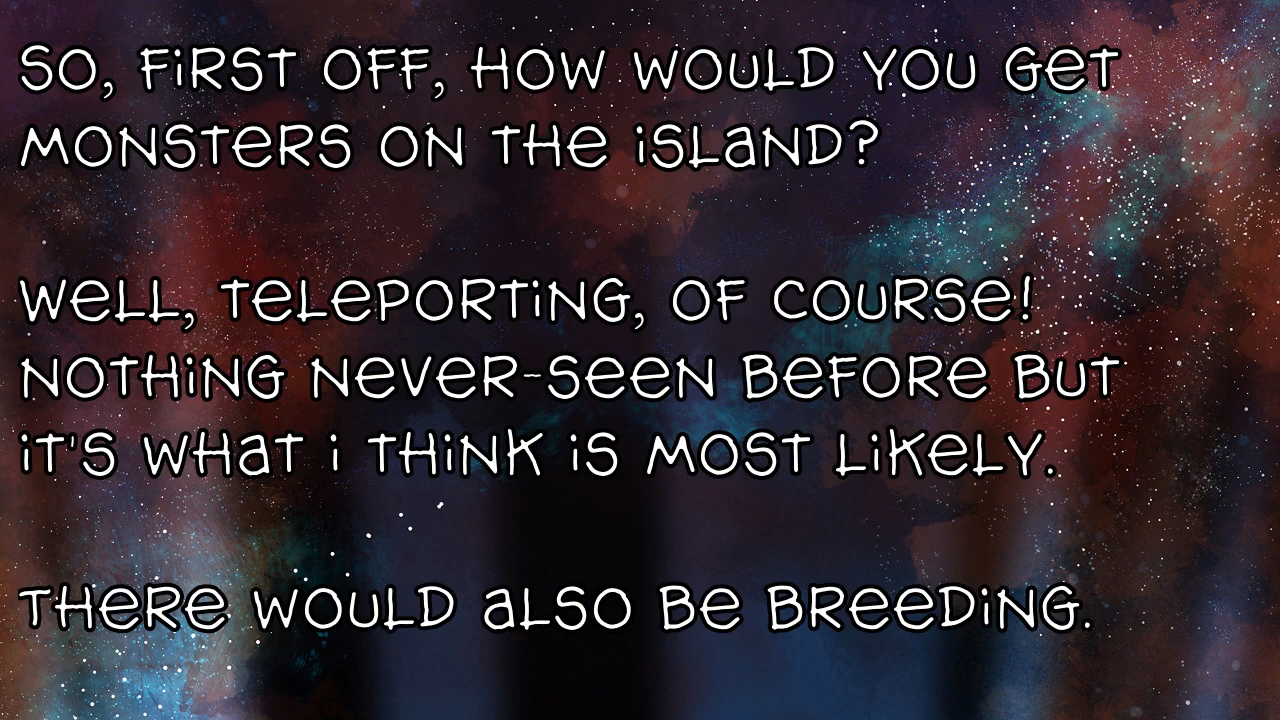 SO, FiRST OFF, HOW WOULD YOU GeT
MONSTeRS ON THe iSLaND?
WeLL, TeLePORTiNG, OF COURSe!
NOTHiNG NeVeR-SeeN BeFORe BUT
iT'S WHaT i THiNK iS MOST LiKeLY.
THeRe WOULD aLSO Be BReeDiNG.